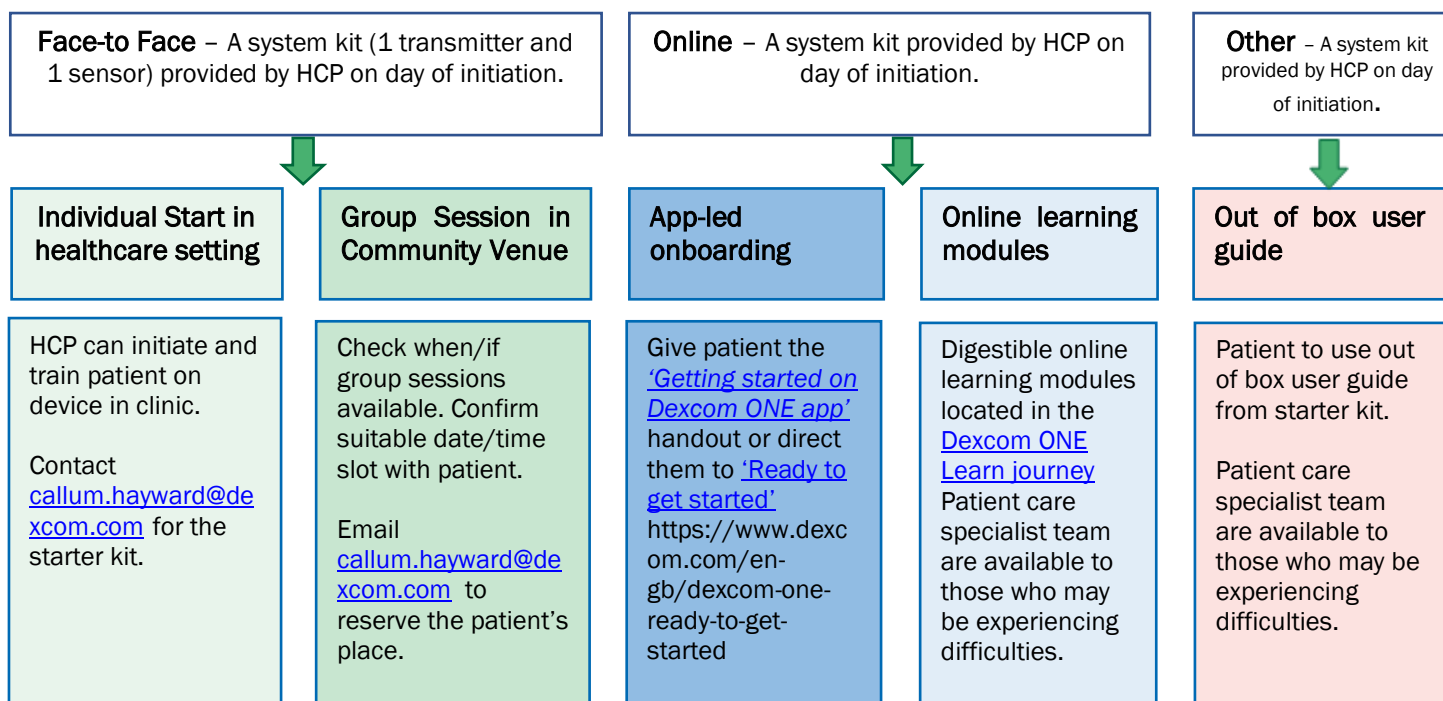 Face-to Face – A system kit (1 transmitter and
1 sensor) provided by HCP on day of initiation.
Online – A system kit provided by HCP on
day of initiation.
Other – A system kit
provided by HCP on day
of initiation.
Individual Start in
healthcare setting
Group Session in
Community Venue
App-led
onboarding
Online learning
modules
Out of box user
guide
HCP can initiate and
train patient on
device in clinic.
Contact
callum.hayward@de
xcom.com for the
starter kit.
Check when/if
group sessions
available. Confirm
suitable date/time
slot with patient.
Email
callum.hayward@de
xcom.com to
reserve the patient’s
place.
Give patient the
‘Getting started on
Dexcom ONE app’
handout or direct
them to ‘Ready to
get started’
https://www.dexc
om.com/en-
gb/dexcom-one-
ready-to-get-
started
Digestible online
learning modules
located in the
Dexcom ONE
Learn journey
Patient care
specialist team
are available to
those who may
be experiencing
difficulties.
Patient to use out
of box user guide
from starter kit.
Patient care
specialist team
are available to
those who may be
experiencing
difficulties.